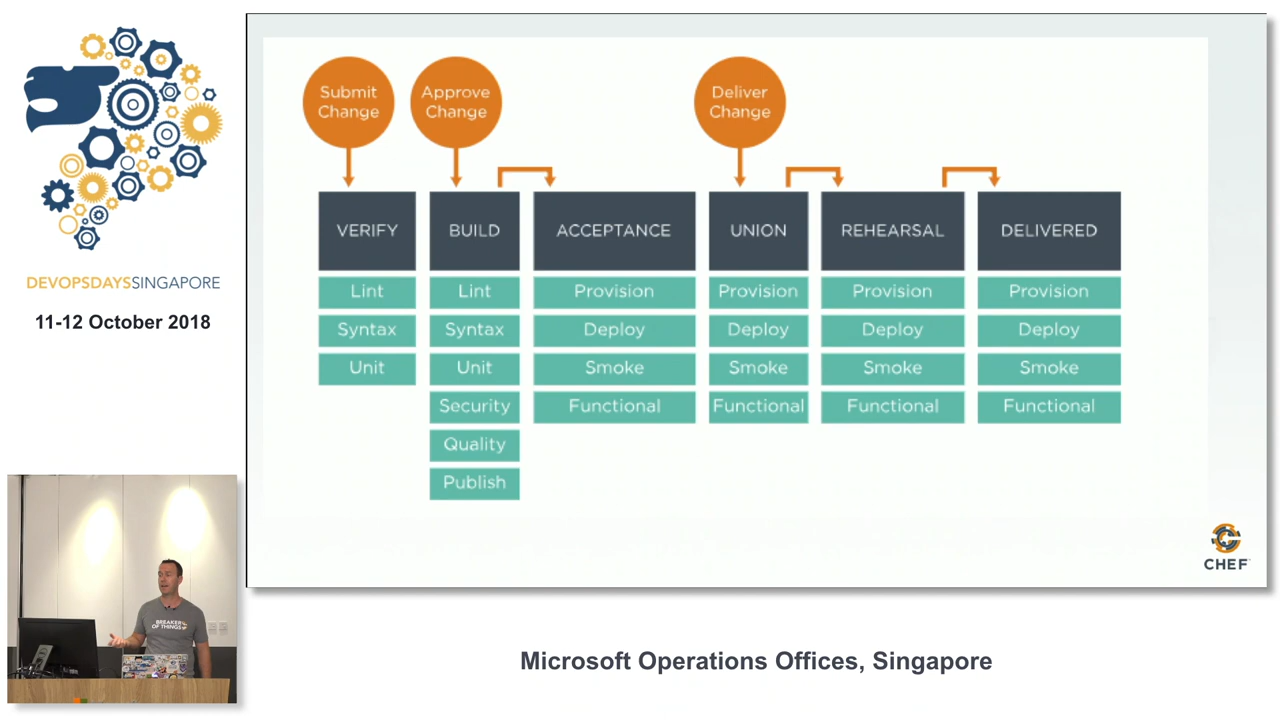 DEVOPSDAYSSINGAPORE
11-12 October 2018
Submit
Change
Approve
Change
Deliver
Change
VERIFY
BUILD
ACCEPTANCE
UNION
REHEARSAL
DELIVERED
Lint
Lint
Provision
Provision
Provision
Provision
Syntax
Syntax
Deploy
Deploy
Deploy
Deploy
Unit
Unit
Smoke
Smoke
Smoke
Smoke
Security
Functional
Functional
Functional
Functional
Quality
Publish
CHEF
BREAKER
OF THINGS
Microsoft Operations Offices, Singapore